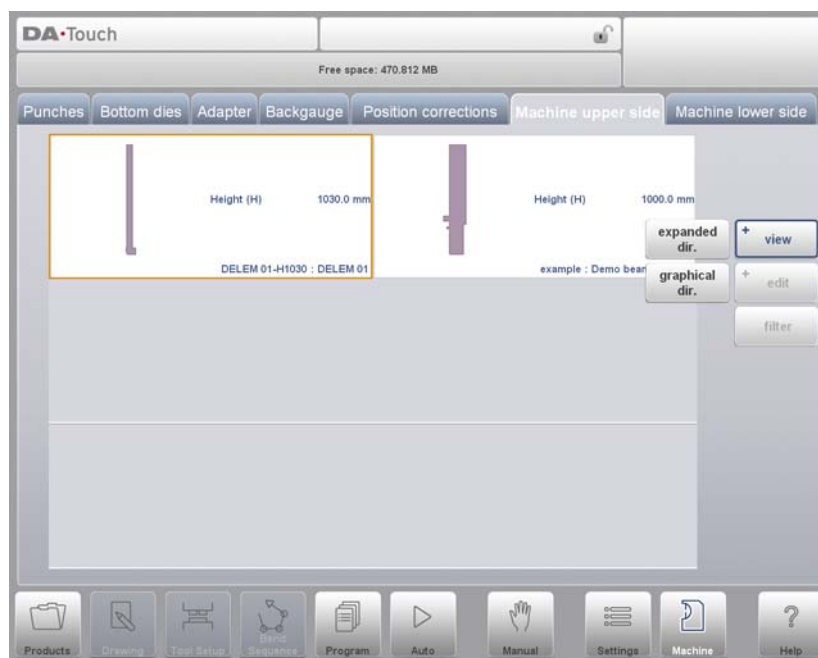 DA•Touch
Free space: 470.812 MB
Punches Bottom dies Adapter Backgauge Position corrections Machine upper side Machine lower side
Height (H) 1030.0 mm
DELEM 01-H1030 : DELEM 01
Height (H) 1000.0 mm
example : Demo bear
expanded
dir.
graphical
dir.
+ view
+ edit
filter
Products
Drawing
Tool Setup
Bend
Sequence
Program
Auto
Manual
Settings
Machine
? Help